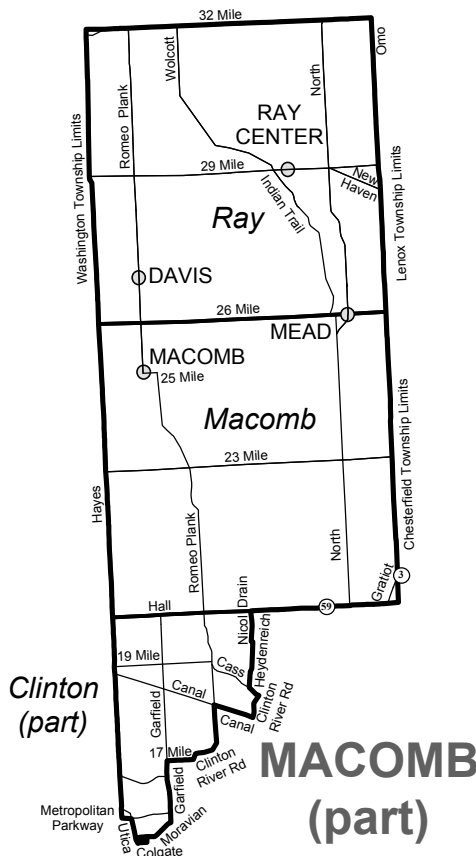 32 Mile
Omo
Wolcott
North
Romeo Plank
RAY
CENTER
Washington Township Limits
29 Mile
New
Haven
Indian Trail
Lenox Township Limits
Ray
DAVIS
26 Mile
MEAD
MACOMB
25 Mile
Macomb
23 Mile
Chesterfield Township Limits
Hayes
Romeo Plank
North
Gratiot
3
Hall
59
Nicol Drain
Heydenreich
19 Mile
Cass
Clinton
(part)
Canal
Garfield
Canal
Clinton
River Rd
17 Mile
Clinton
River Rd
MACOMB
(part)
Garfield
Metropolitan
Parkway
Utica
Moravian
Colgate